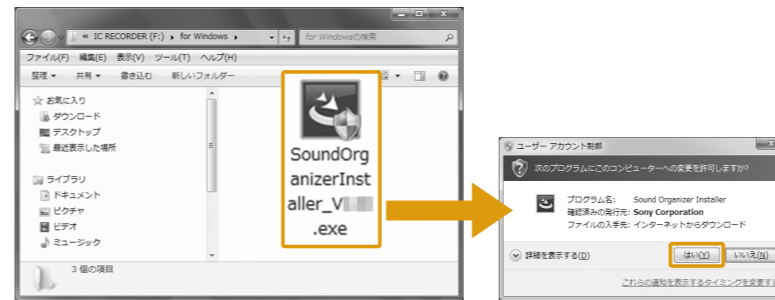 IC RECORDER (F:) ▸ for Windows ▸
for Windowsの検索
ファイル(F) 編集(E) 表示(V) ツール(T) ヘルプ(H)
整理 共有 書き込む 新しいフォルダー
お気に入り
ダウンロード
デスクトップ
最近表示した場所
ライブラリ
ドキュメント
ピクチャ
ビデオ
ミュージック
SoundOrg
anizerInst
aller_V
.exe
3 個の項目
ユーザー アカウント制御
次のプログラムにこのコンピューターへの変更を許可しますか?
プログラム名: Sound Organizer Installer
確認済みの発行元: Sony Corporation
ファイルの入手先: インターネットからダウンロード
詳細を表示する(D)
はい(Y)
いいえ(N)
これらの通知を表示するタイミングを変更す